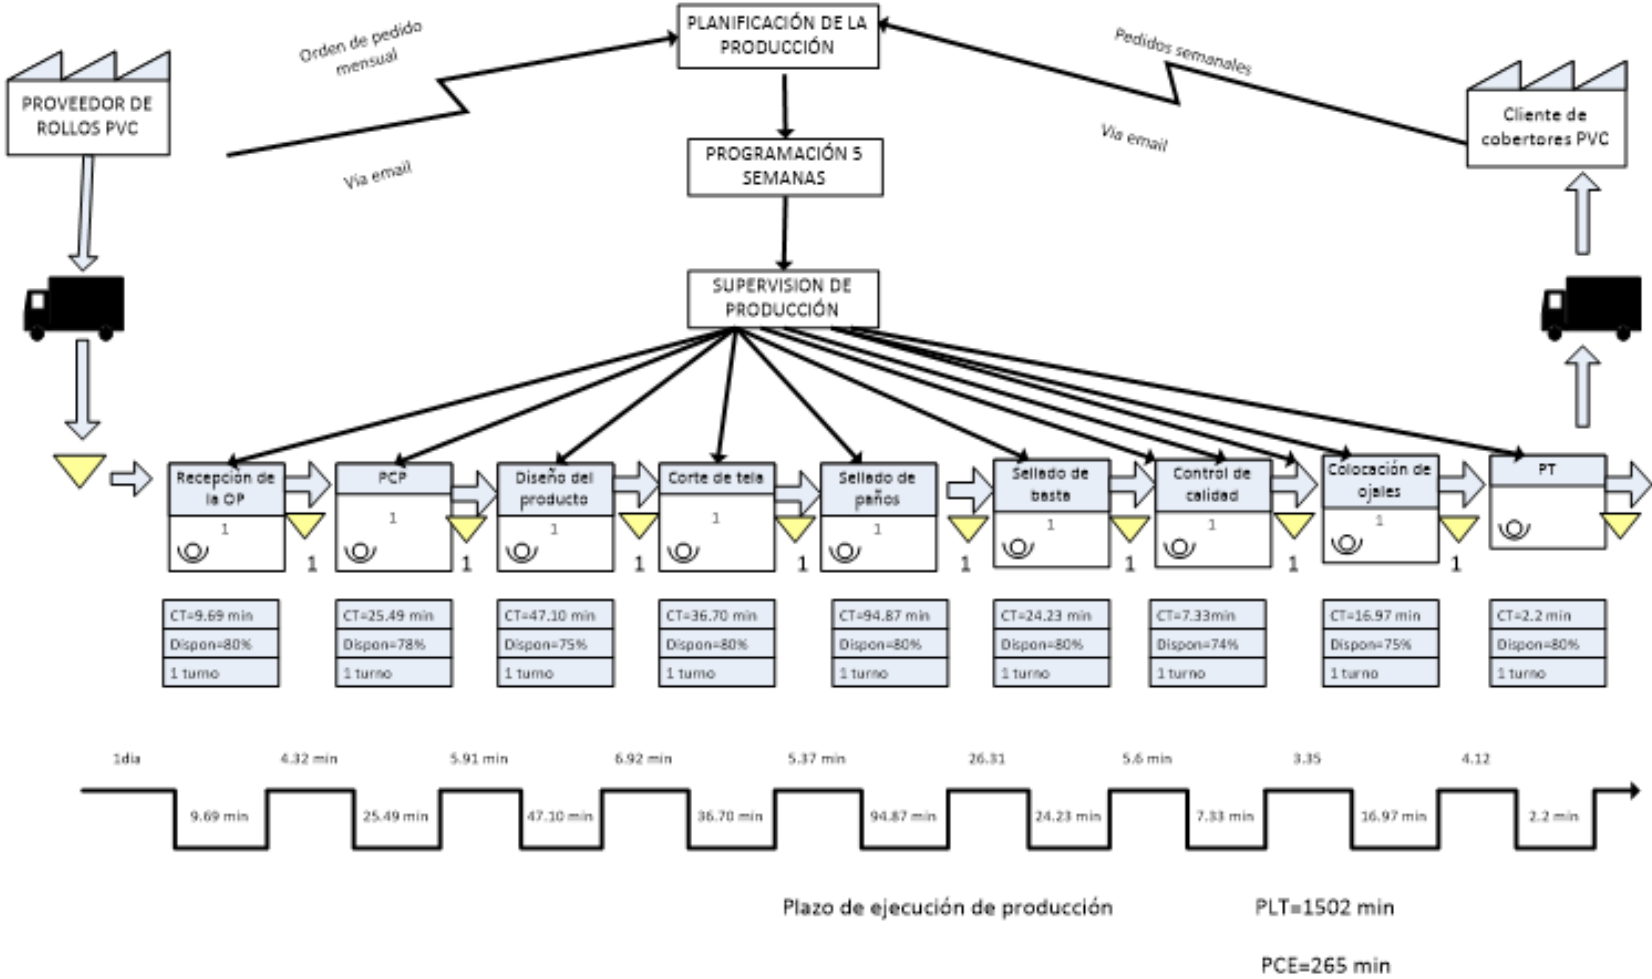 PLANIFICACIÓN DE LA
PRODUCCIÓN
Orden de pedido
mensual
Pedidos semanales
PROVEEDOR DE
ROLLOS PVC
Cliente de
cobertores PVC
Via email
Via email
PROGRAMACIÓN 5
SEMANAS
SUPERVISION DE
PRODUCCIÓN
Recepción de
la OP
1
PCP
1
Diseño del
producto
1
Corte de tela
1
Sellado de
paños
1
Sellado de
basta
1
Control de
calidad
1
Colocación de
ojales
1
PT
1
1
1
1
1
1
1
1
CT=9.69 min
Dispon=80%
1 turno
CT=25.49 min
Dispon=78%
1 turno
CT=47.10 min
Dispon=75%
1 turno
CT=36.70 min
Dispon=80%
1 turno
CT=94.87 min
Dispon=80%
1 turno
CT=24.23 min
Dispon=80%
1 turno
CT=7.33min
Dispon=74%
1 turno
CT=16.97 min
Dispon=75%
1 turno
CT=2.2 min
Dispon=80%
1 turno
1dia
4.32 min
5.91 min
6.92 min
5.37 min
26.31
5.6 min
3.35
4.12
9.69 min
25.49 min
47.10 min
36.70 min
94.87 min
24.23 min
7.33 min
16.97 min
2.2 min
Plazo de ejecución de producción
PLT=1502 min
PCE=265 min